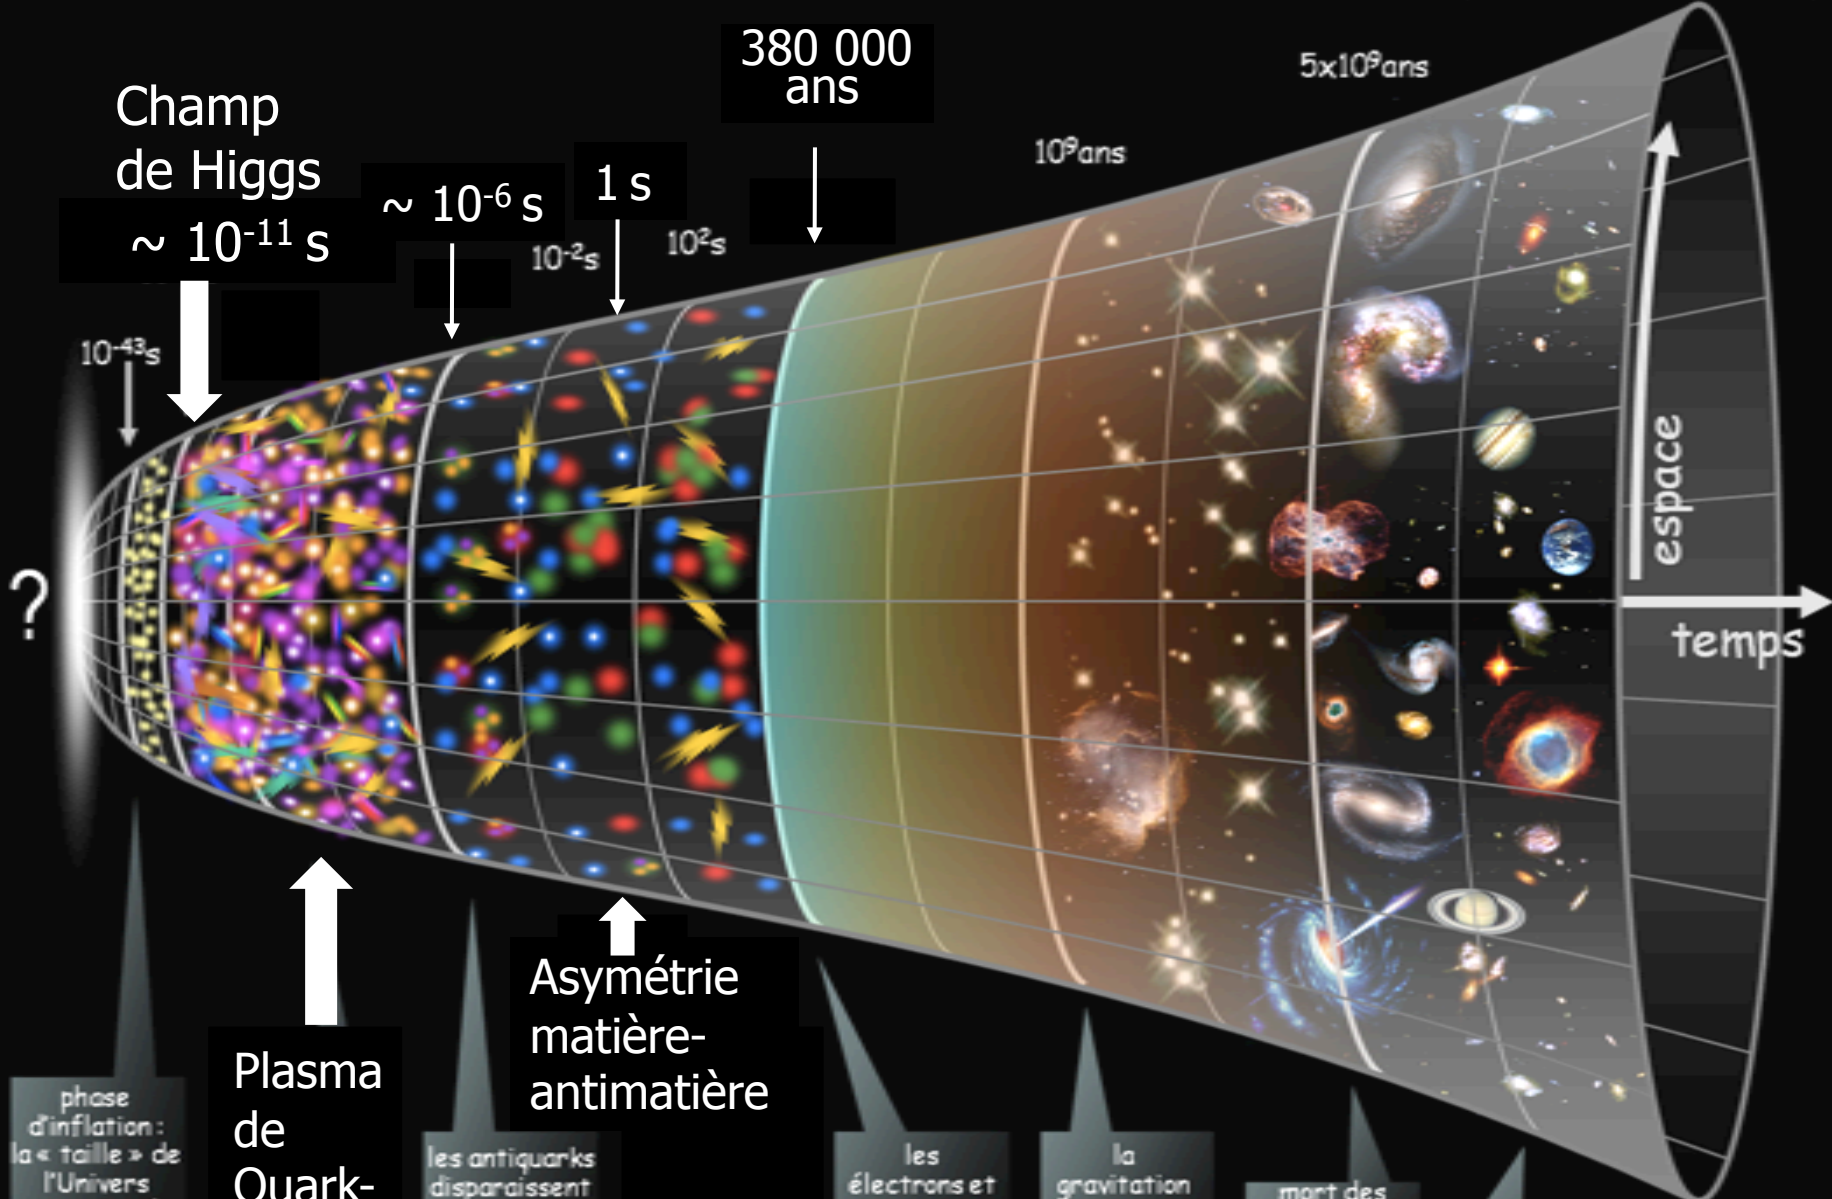 380 000
ans
5x10⁹ans
Champ
de Higgs
~ 10⁻¹¹ s
~ 10⁻⁶ s
1 s
10⁻²s
10²s
10⁹ans
10⁻⁴³s
?
espace
temps
Asymétrie
matière-
antimatière
Plasma
de
Quark-
phase
d'inflation :
la « taille » de
l'Univers
les antiquarks
disparaissent
les
électrons et
la
gravitation
mort des